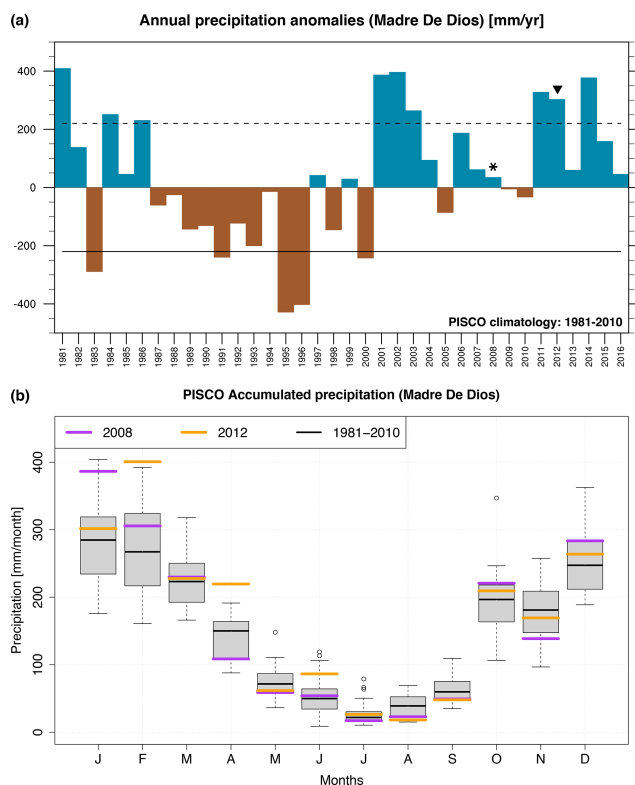 (a)
Annual precipitation anomalies (Madre De Dios) [mm/yr]
400
200
0
-200
-400
*
PISCO climatology: 1981-2010
1981 1982 1983 1984 1985 1986 1987 1988 1989 1990 1991 1992 1993 1994 1995 1996 1997 1998 1999 2000 2001 2002 2003 2004 2005 2006 2007 2008 2009 2010 2011 2012 2013 2014 2015 2016
(b)
PISCO Accumulated precipitation (Madre De Dios)
2008 2012 1981−2010
Precipitation [mm/month]
400
300
200
100
0
J F M A M J J A S O N D
Months